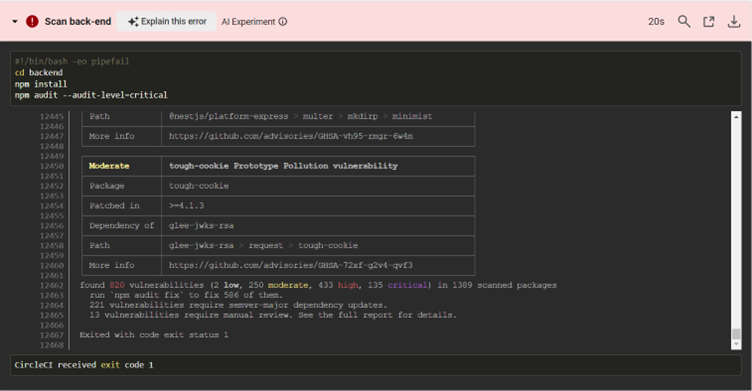 Scan back-end
Explain this error
AI Experiment
20s
#!/bin/bash -eo pipefail
cd backend
npm install
npm audit --audit-level=critical
12445 Path @nestjs/platform-express > multer > mkdirp > minimist
12446
12447 More info https://github.com/advisories/GHSA-vh95-rmgr-6w4m
12448
12449
12450 Moderate tough-cookie Prototype Pollution vulnerability
12451
12452 Package tough-cookie
12453
12454 Patched in >=4.1.3
12455
12456 Dependency of glee-jwks-rsa
12457
12458 Path glee-jwks-rsa > request > tough-cookie
12459
12460 More info https://github.com/advisories/GHSA-72xf-g2v4-qvf3
12461
12462 found 820 vulnerabilities (2 low, 250 moderate, 433 high, 135 critical) in 1389 scanned packages
12463 run `npm audit fix` to fix 586 of them.
12464 221 vulnerabilities require semver-major dependency updates.
12465 13 vulnerabilities require manual review. See the full report for details.
12466
12467 Exited with code exit status 1
12468
CircleCI received exit code 1